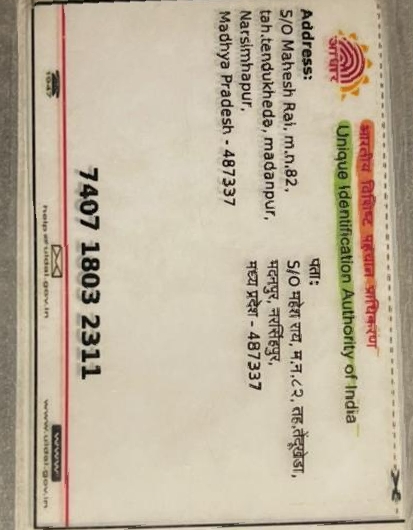 भारतीय विशिष्ट पहचान प्राधिकरण
Unique Identification Authority of India
आधार
Address:
S/O Mahesh Rai, m.n,82,
tah.tendukheda, madanpur,
Narsimhapur,
Madhya Pradesh - 487337
पता:
S/O महेश राय, म.न.८२, तह.तेंदूखेडा,
मदनपुर, नरसिंहपुर,
मध्य प्रदेश - 487337
7407 1803 2311
1947
help@uidai.gov.in
WWW
www.uidai.gov.in